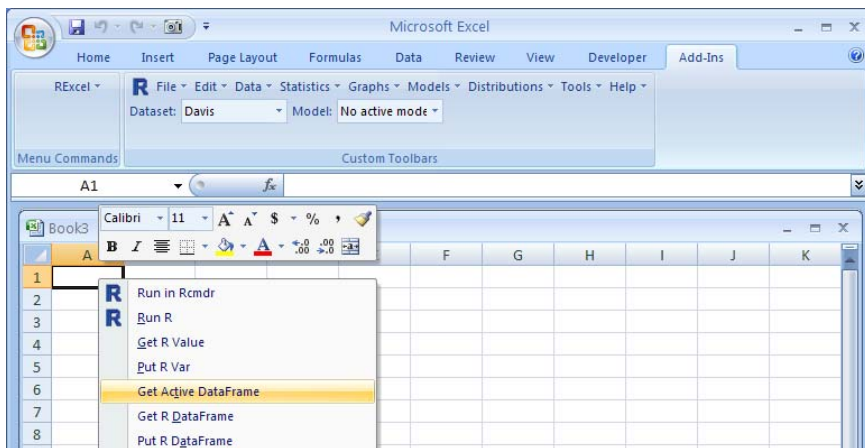 Microsoft Excel
Home Insert Page Layout Formulas Data Review View Developer Add-Ins
RExcel R File Edit Data Statistics Graphs Models Distributions Tools Help
Dataset: Davis Model: No active mode
Menu Commands Custom Toolbars
A1 fx
Calibri 11 A A $ % ,
Book3
B I A .00 .0 .00 a
A F G H I J K
1
2 R Run in Rcmdr
3 R Run R
4 Get R Value
5 Put R Var
6 Get Active DataFrame
7 Get R DataFrame
8 Put R DataFrame